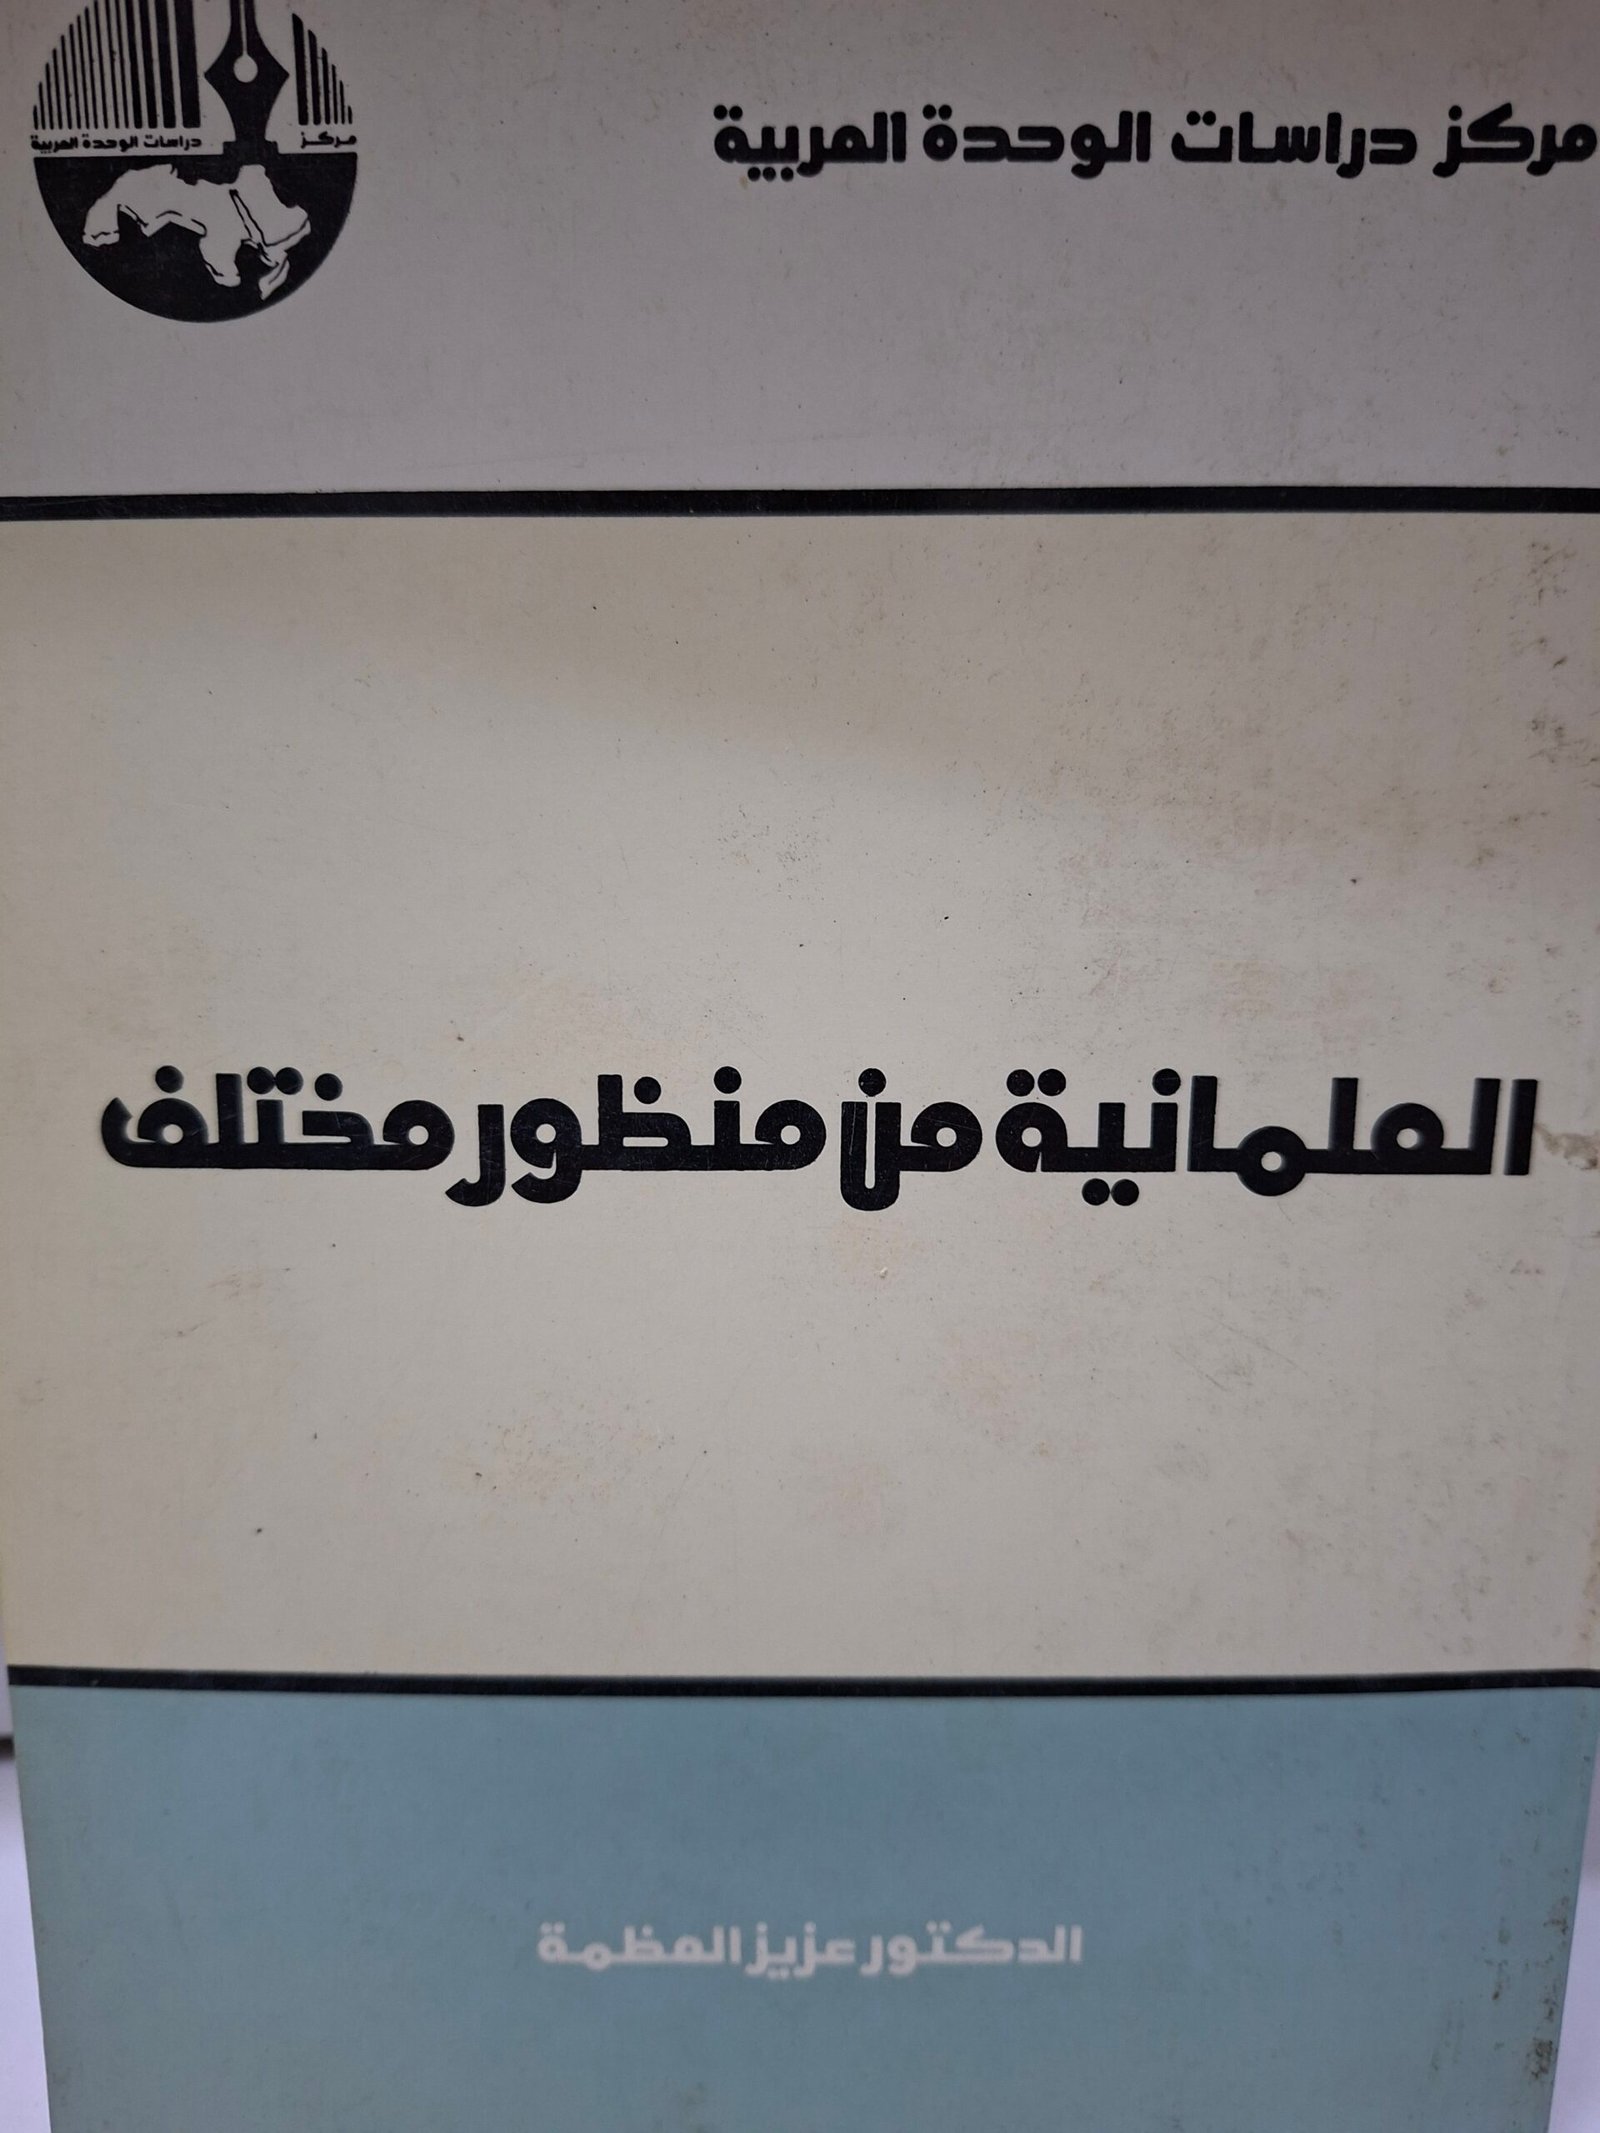 مركز دراسات الوحدة العربية
مركز دراسات الوحدة العربية
العلمانية من منظور مختلف
الدكتور عزيز العظمة